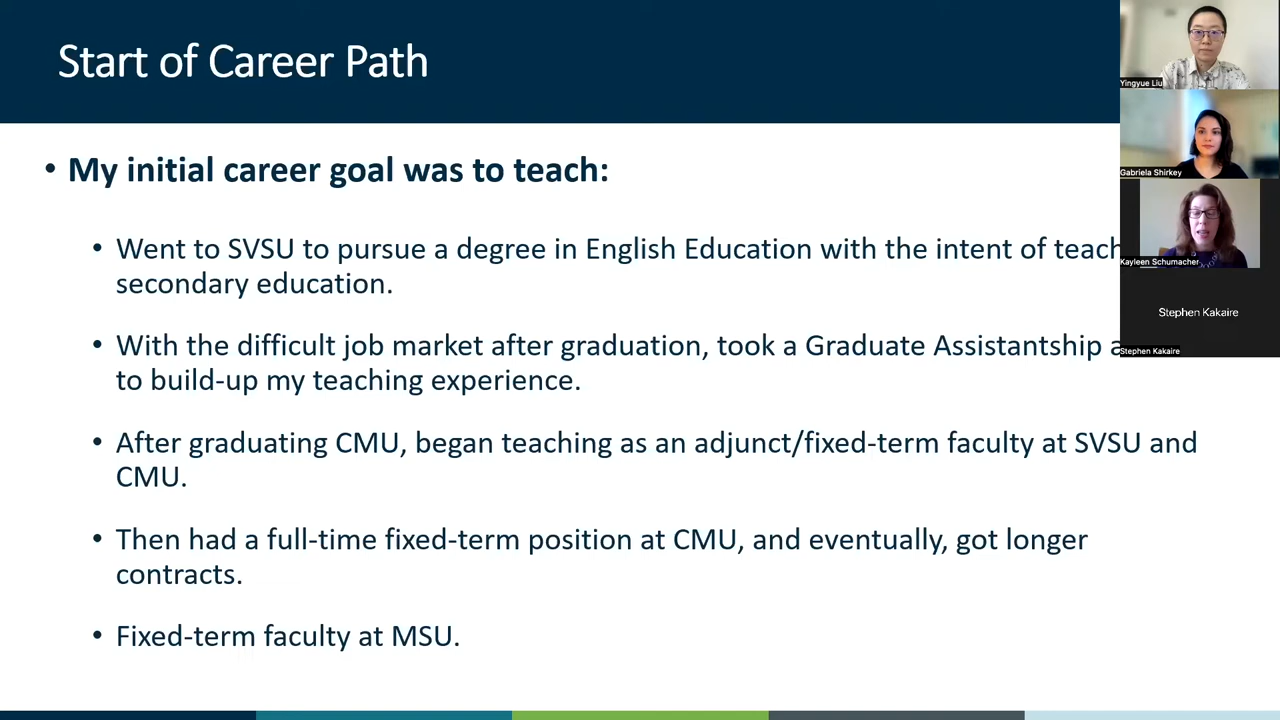 Start of Career Path
• My initial career goal was to teach:
• Went to SVSU to pursue a degree in English Education with the intent of teach
secondary education.
• With the difficult job market after graduation, took a Graduate Assistantship
to build-up my teaching experience.
• After graduating CMU, began teaching as an adjunct/fixed-term faculty at SVSU and
CMU.
• Then had a full-time fixed-term position at CMU, and eventually, got longer
contracts.
• Fixed-term faculty at MSU.
Yingyue Liu
Gabriela Shirkey
Kayleen Schumacher
Stephen Kakaire
Stephen Kakaire